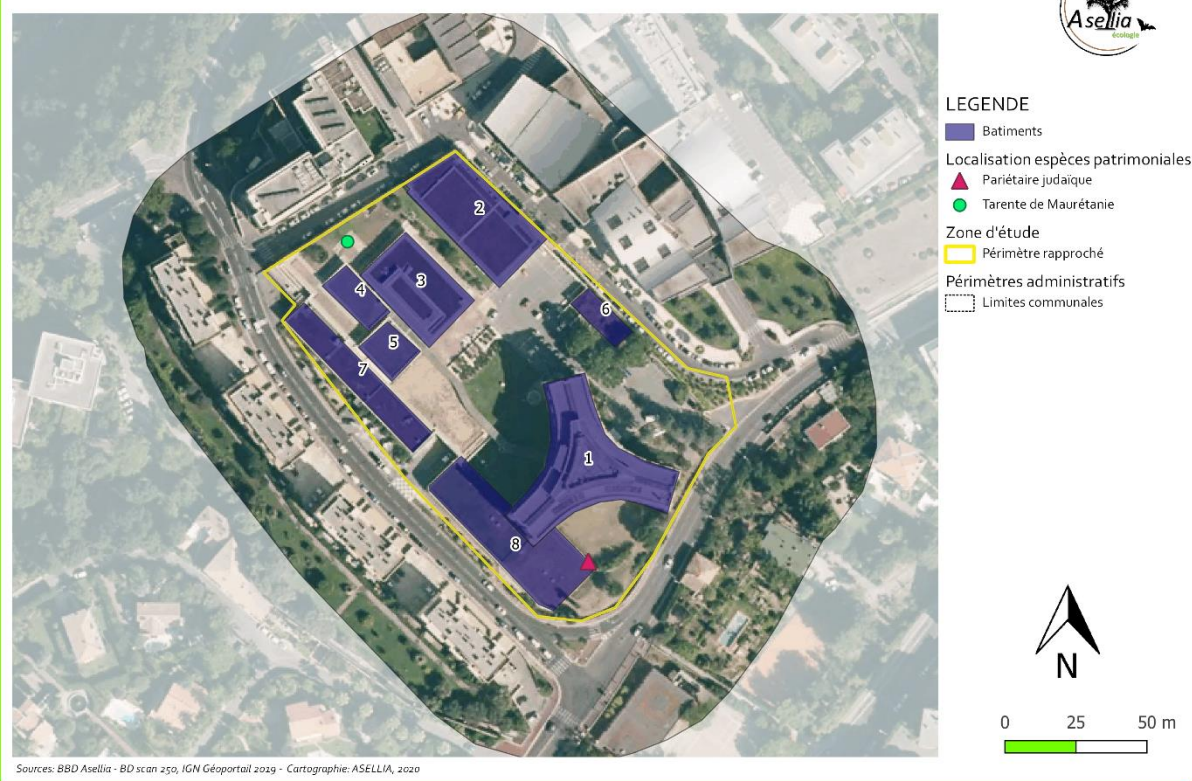 Asellia
écologie
LEGENDE
Batiments
Localisation espèces patrimoniales
Pariétaire judaïque
Tarente de Maurétanie
Zone d'étude
Périmètre rapproché
Périmètres administratifs
Limites communales
2
3
4
6
5
7
1
8
N
0 25 50 m
Sources: BBD Asellia - BD scan 250, IGN Géoportail 2019 - Cartographie: ASELLIA, 2020